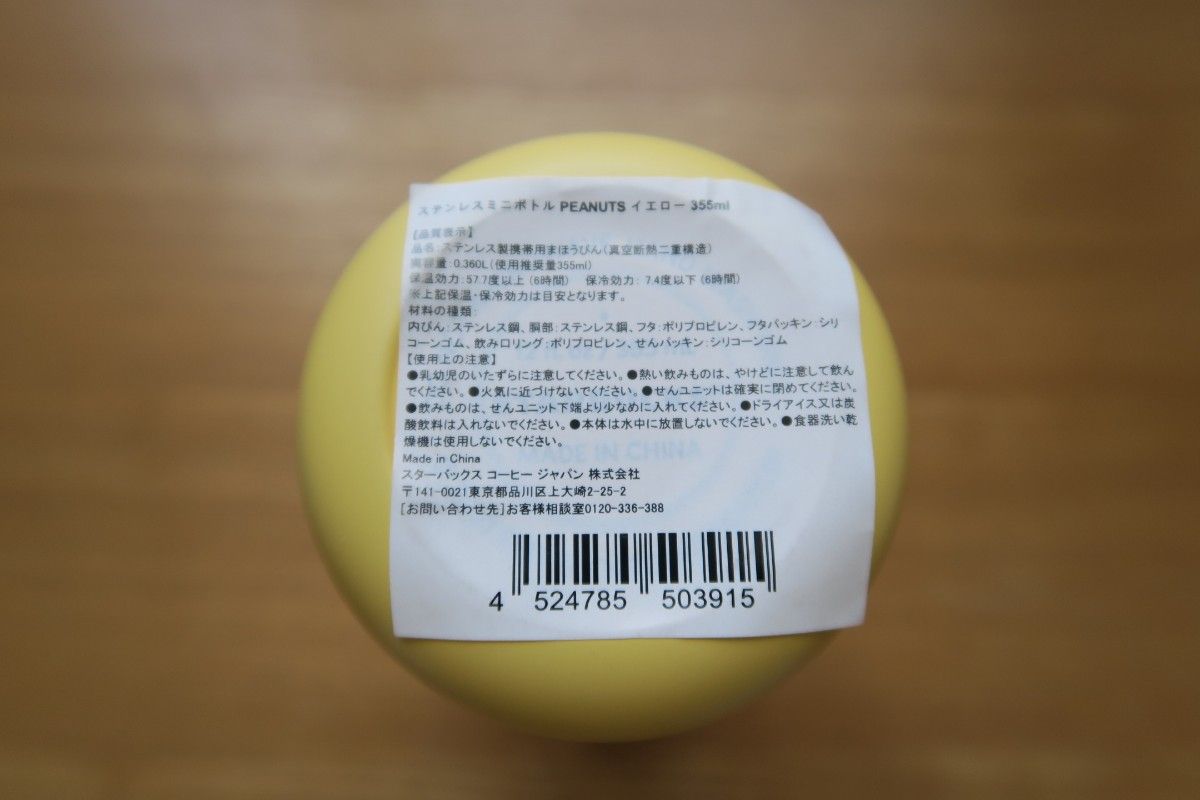 ステンレスミニボトル PEANUTS イエロー 355ml
【品質表示】
品名:ステンレス製携帯用まほうびん(真空断熱二重構造)
実容量:0.360L(使用推奨量355ml)
保温効力:57.7度以上(6時間) 保冷効力:7.4度以下(6時間)
※上記保温・保冷効力は目安となります。
材料の種類:
内びん:ステンレス鋼、胴部:ステンレス鋼、フタ:ポリプロピレン、フタパッキン:シリ
コーンゴム、飲み口リング:ポリプロピレン、せんパッキン:シリコーンゴム
【使用上の注意】
●乳幼児のいたずらに注意してください。●熱い飲みものは、やけどに注意して飲ん
でください。●火気に近づけないでください。●せんユニットは確実に閉めてください。
●飲みものは、せんユニット下端より少なめに入れてください。●ドライアイス又は炭
酸飲料は入れないでください。●本体は水中に放置しないでください。●食器洗い乾
燥機は使用しないでください。
Made in China
スターバックス コーヒー ジャパン 株式会社
〒141-0021東京都品川区上大崎2-25-2
[お問い合わせ先]お客様相談室0120-336-388
4 524785 503915
MADE IN CHINA